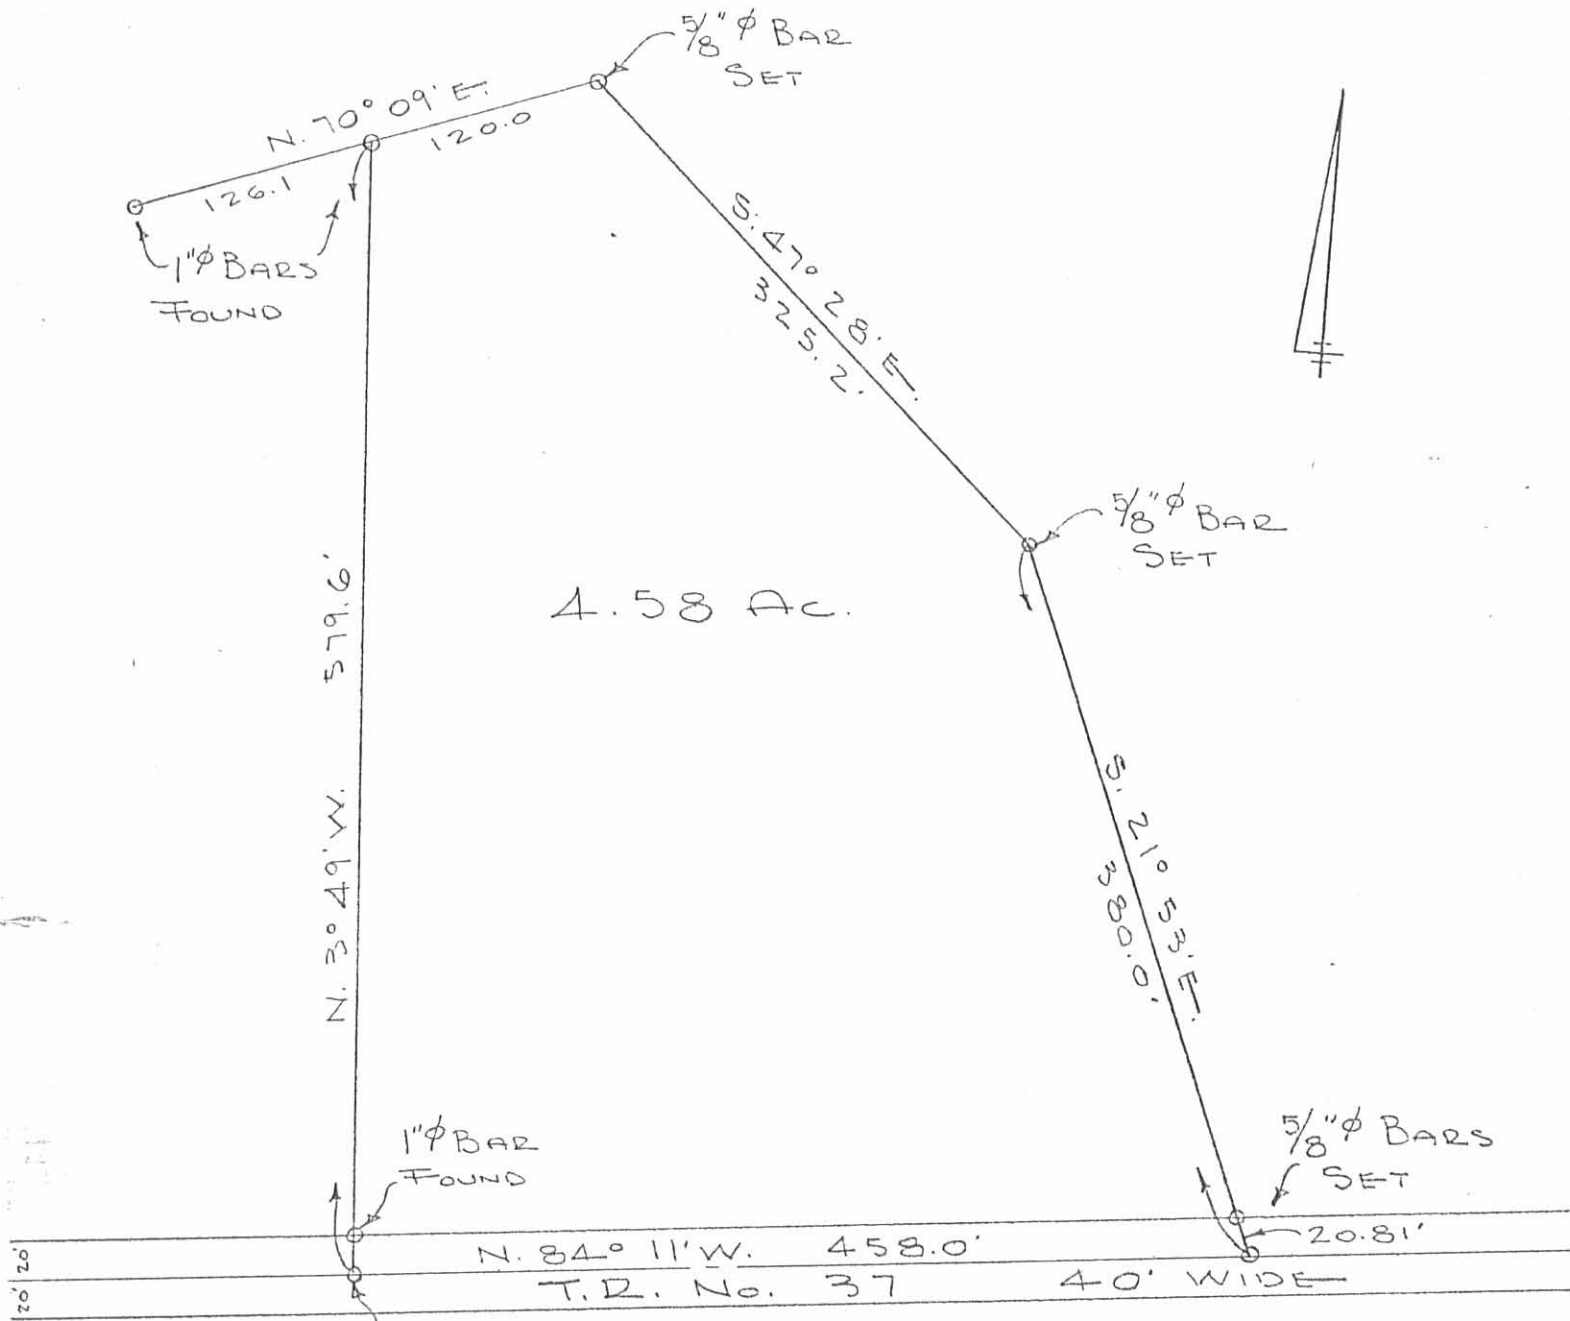 5/8"ϕ BAR
SET
N. 70° 09' E.
120.0
126.1
1"ϕ BARS
FOUND
S. 47° 28' E.
325.2'
5/8"ϕ BAR
SET
4.58 Ac.
N. 3° 49' W. 579.6'
S. 21° 53' E.
380.0'
1"ϕ BAR
FOUND
5/8"ϕ BARS
SET
20.81'
20'
N. 84° 11' W. 458.0'
20'
T.R. No. 37 40' WIDE